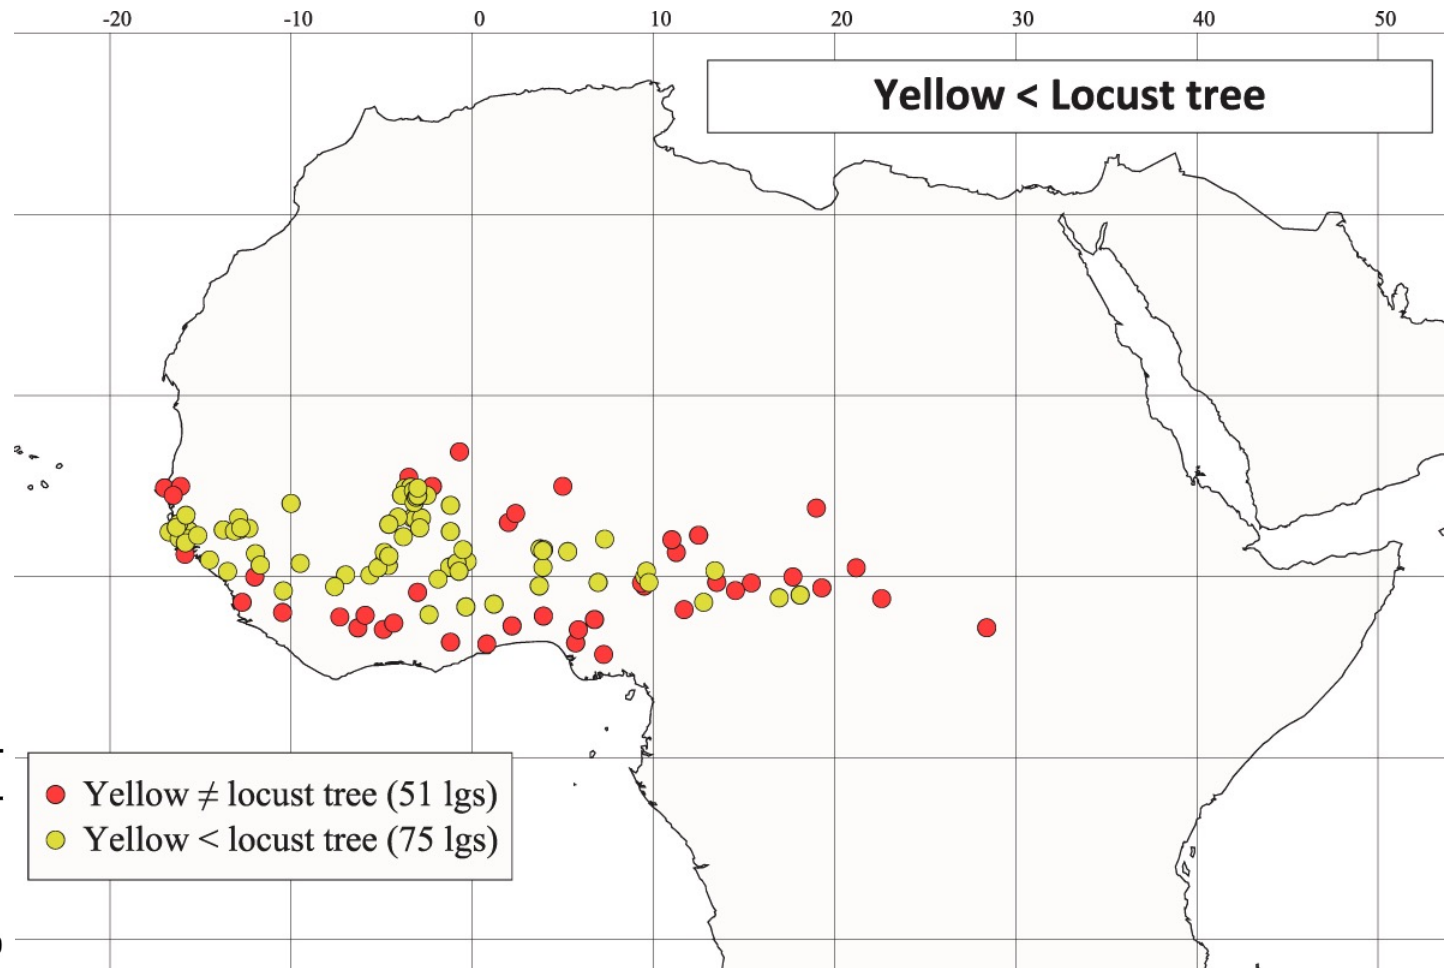 -20 -10 0 10 20 30 40 50
Yellow < Locust tree
Yellow ≠ locust tree (51 lgs)
Yellow < locust tree (75 lgs)